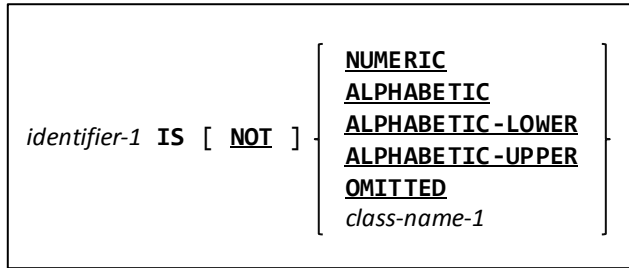 NUMERIC
ALPHABETIC
ALPHABETIC-LOWER
identifier-1 IS [ NOT ]
ALPHABETIC-UPPER
OMITTED
class-name-1